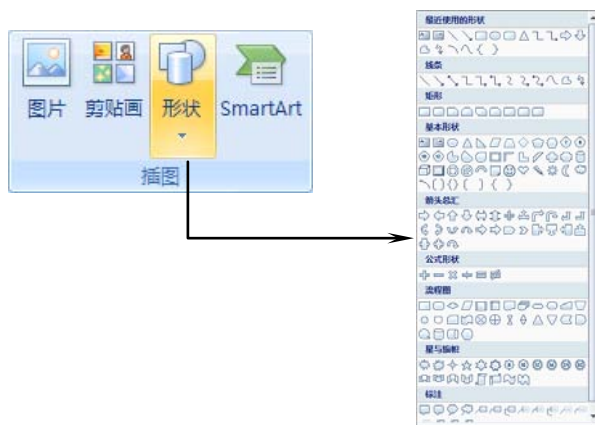 图片
剪贴画
形状
SmartArt
插图
最近使用的形状
线条
矩形
基本形状
箭头总汇
公式形状
流程图
星与旗帜
标注